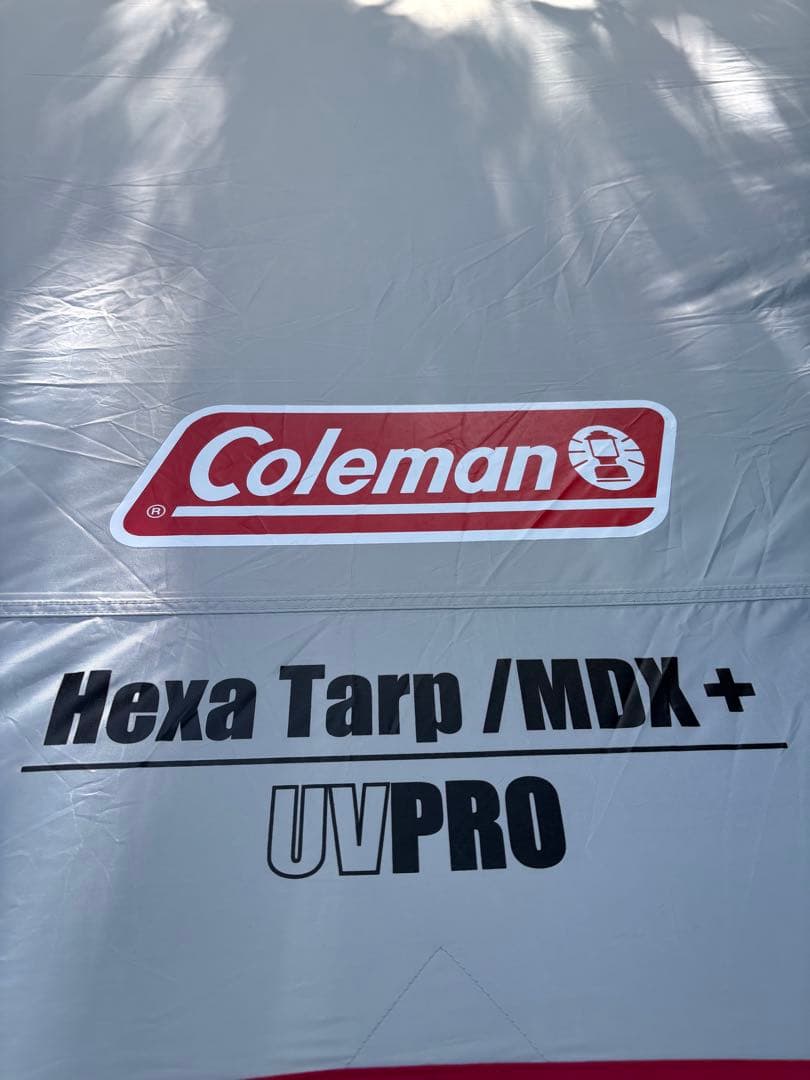 Coleman
®
Hexa Tarp /MDX+
UVPRO